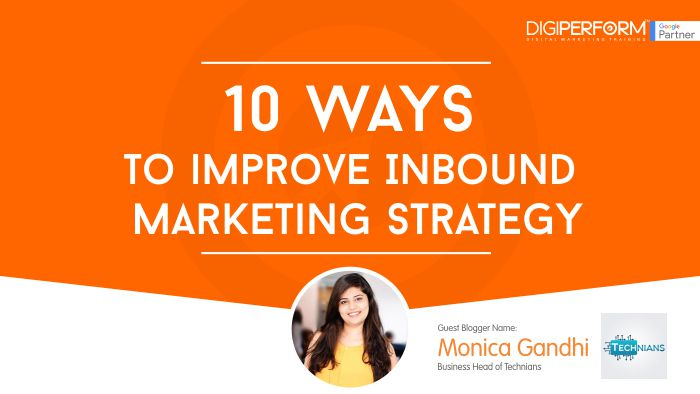 DIGIPERFORM
DIGITAL MARKETING TRAINING
Google
Partner
10 WAYS
TO IMPROVE INBOUND
MARKETING STRATEGY
Guest Blogger Name:
Monica Gandhi
Business Head of Technians
TECHNIANS